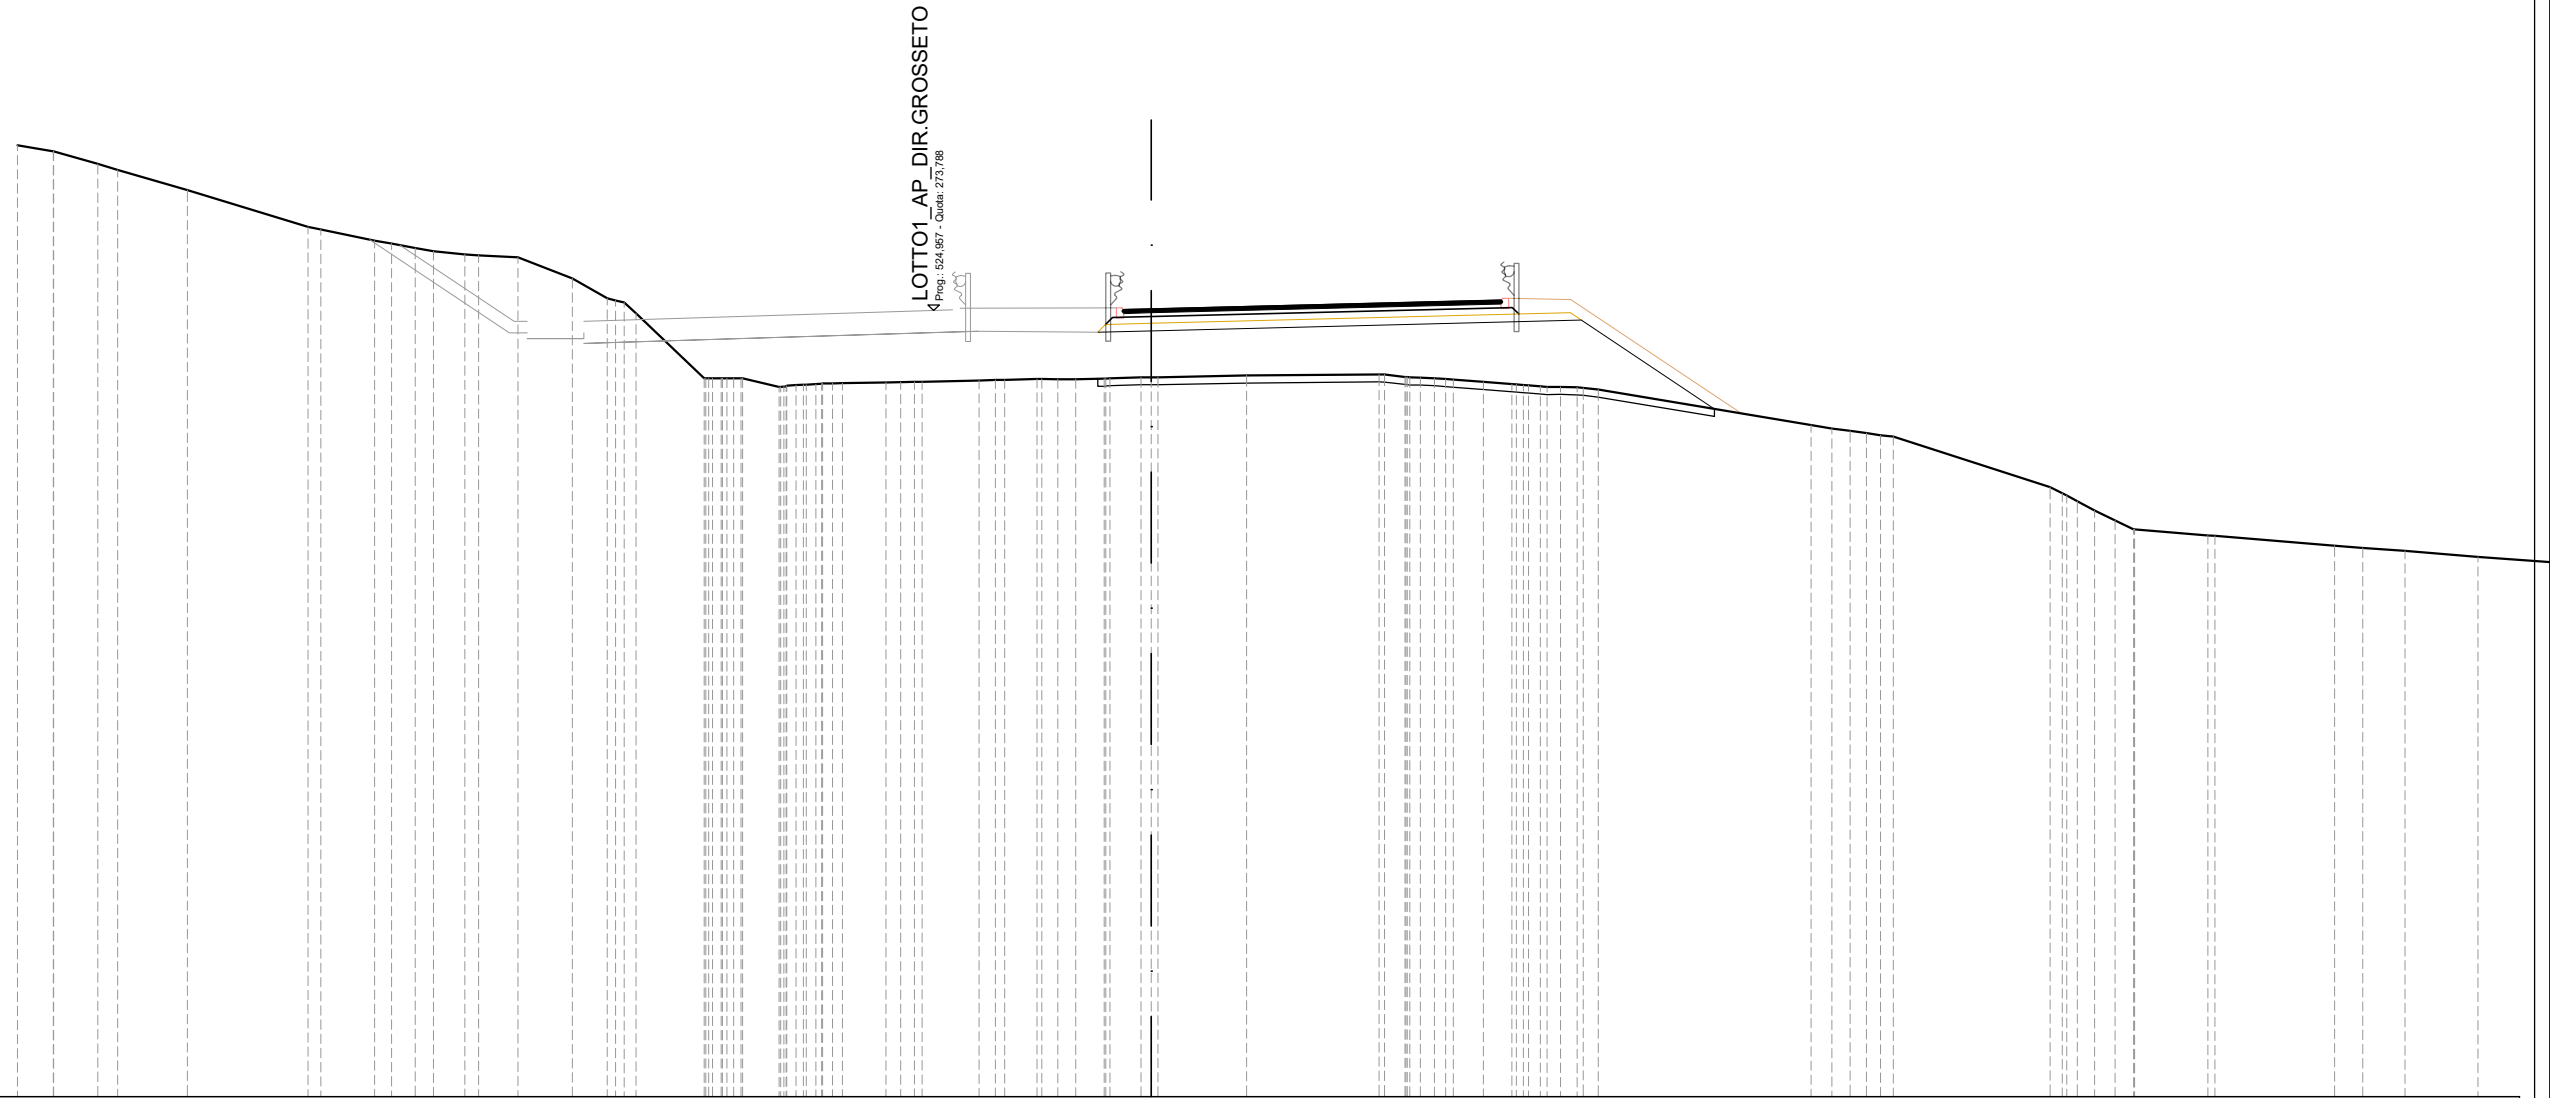 LOTTO1_AP_DIR.GROSSETO
Prog.: 524,957 - Quota: 273,788